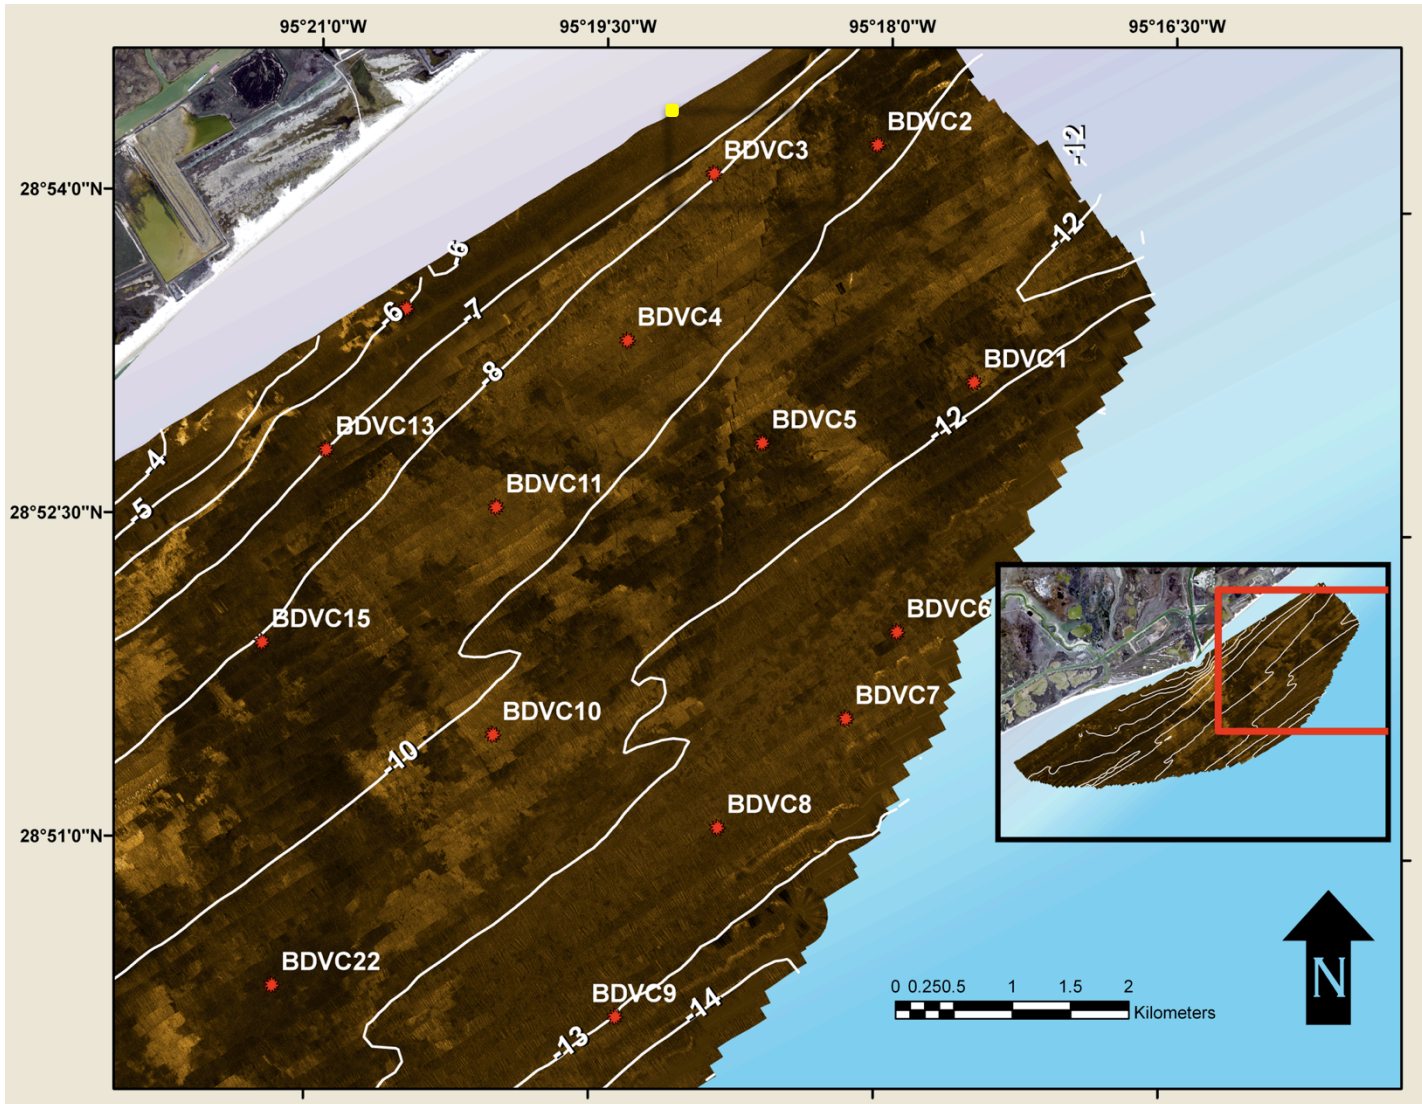 95°21'0"W 95°19'30"W 95°18'0"W 95°16'30"W
BDVC2
-12
BDVC3
28°54'0"N
-12
-6
-7
-6
BDVC4
BDVC1
-8
BDVC5
-12
BDVC13
-4
BDVC11
-5
28°52'30"N
BDVC6
BDVC15
BDVC7
BDVC10
-10
BDVC8
28°51'0"N
BDVC22
N
0 0.250.5 1 1.5 2
BDVC9
-14
Kilometers
-13